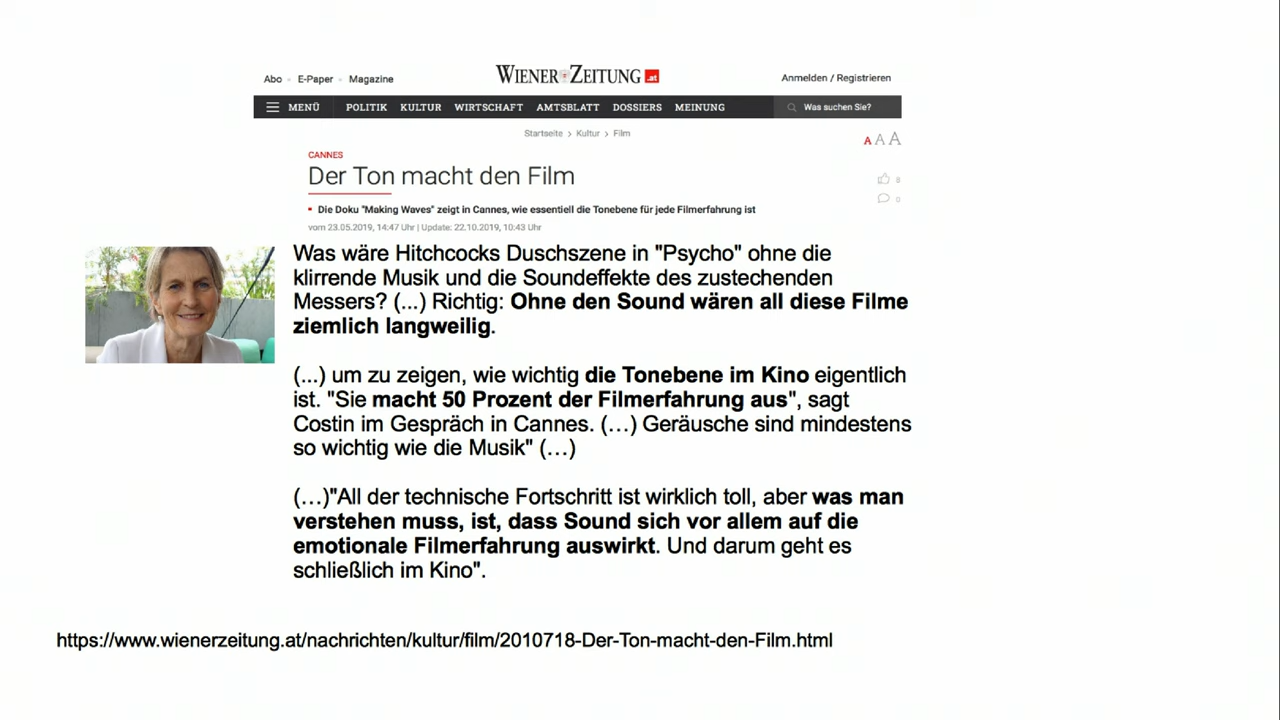 Abo E-Paper Magazine
WIENER ZEITUNG .at
Anmelden / Registrieren
MENÜ POLITIK KULTUR WIRTSCHAFT AMTSBLATT DOSSIERS MEINUNG Was suchen Sie?
Startseite > Kultur > Film
A A A
CANNES
Der Ton macht den Film
8
Die Doku "Making Waves" zeigt in Cannes, wie essentiell die Tonebene für jede Filmerfahrung ist
0
vom 23.05.2019, 14:47 Uhr | Update: 22.10.2019, 10:43 Uhr
Was wäre Hitchcocks Duschszene in "Psycho" ohne die
klirrende Musik und die Soundeffekte des zustechenden
Messers? (...) Richtig: Ohne den Sound wären all diese Filme
ziemlich langweilig.
(...) um zu zeigen, wie wichtig die Tonebene im Kino eigentlich
ist. "Sie macht 50 Prozent der Filmerfahrung aus", sagt
Costin im Gespräch in Cannes. (…) Geräusche sind mindestens
so wichtig wie die Musik" (…)
(…)"All der technische Fortschritt ist wirklich toll, aber was man
verstehen muss, ist, dass Sound sich vor allem auf die
emotionale Filmerfahrung auswirkt. Und darum geht es
schließlich im Kino".
https://www.wienerzeitung.at/nachrichten/kultur/film/2010718-Der-Ton-macht-den-Film.html